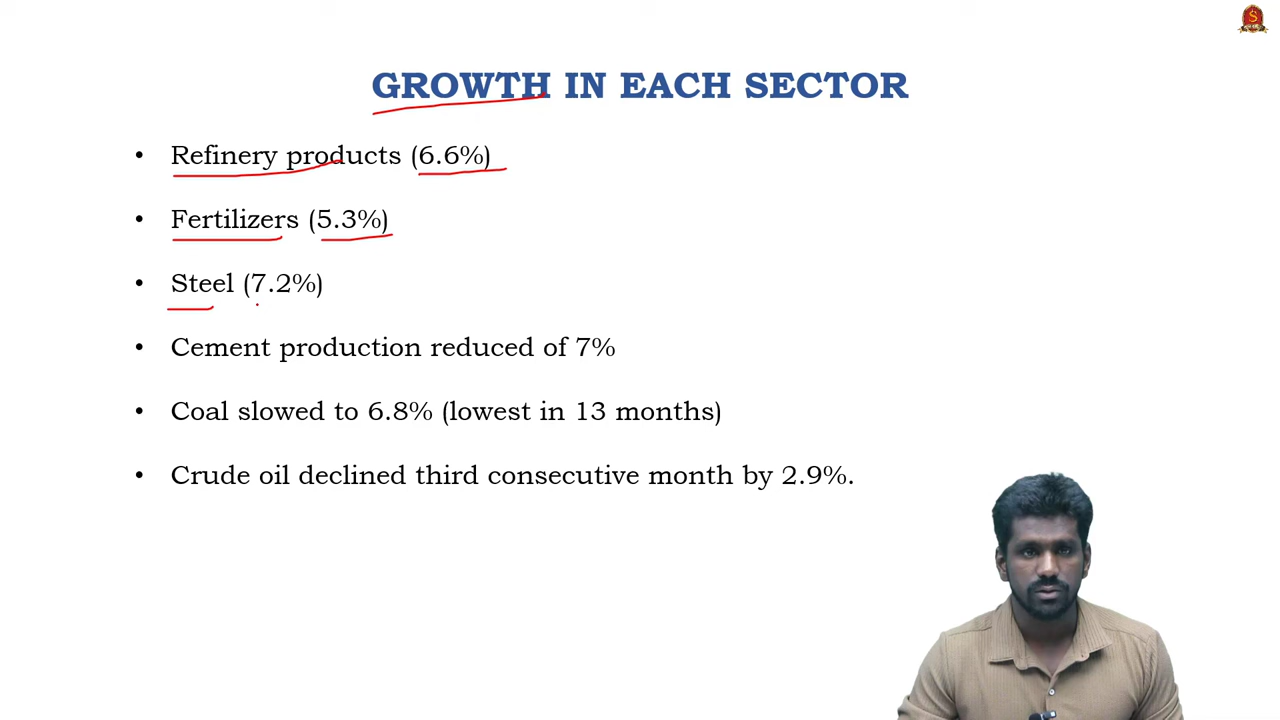 GROWTH IN EACH SECTOR
• Refinery products (6.6%)
• Fertilizers (5.3%)
• Steel (7.2%)
• Cement production reduced of 7%
• Coal slowed to 6.8% (lowest in 13 months)
• Crude oil declined third consecutive month by 2.9%.